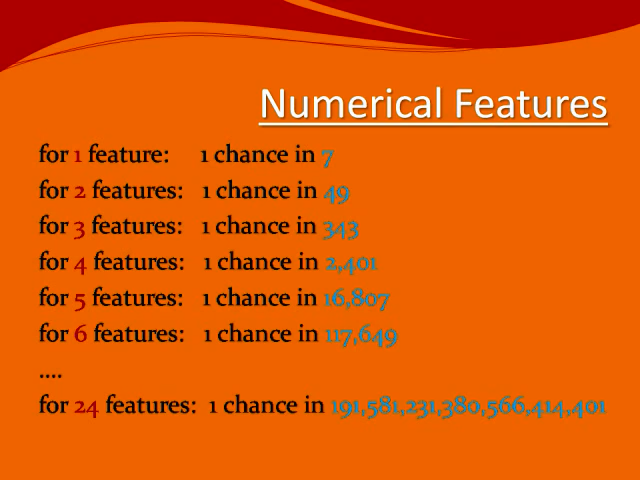 Numerical Features
for 1 feature: 1 chance in 7
for 2 features: 1 chance in 49
for 3 features: 1 chance in 343
for 4 features: 1 chance in 2,401
for 5 features: 1 chance in 16,807
for 6 features: 1 chance in 117,649
....
for 24 features: 1 chance in 191,581,231,380,566,414,401